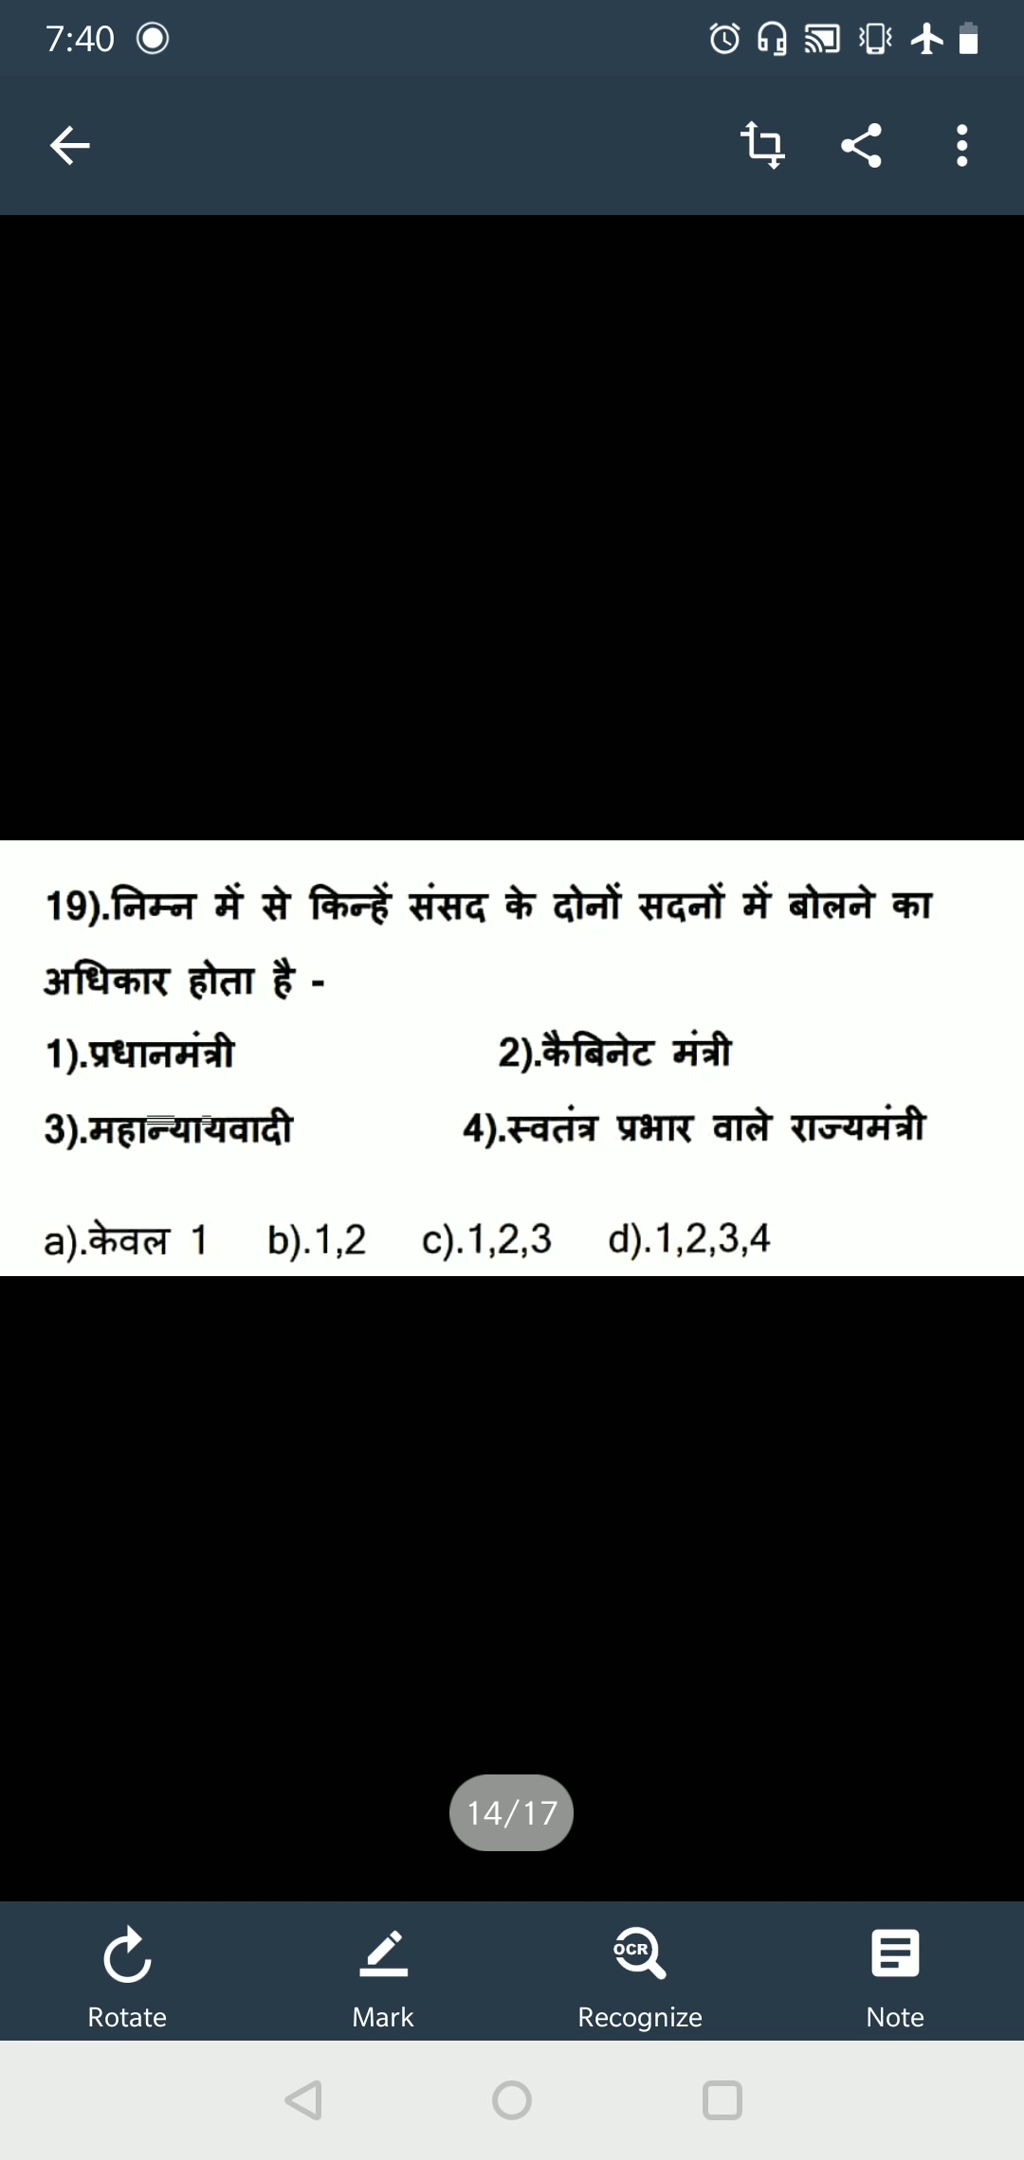 7:40
19).निम्न में से किन्हें संसद के दोनों सदनों में बोलने का
अधिकार होता है -
1).प्रधानमंत्री 2).कैबिनेट मंत्री
3).महान्यायवादी 4).स्वतंत्र प्रभार वाले राज्यमंत्री
a).केवल 1 b).1,2 c).1,2,3 d).1,2,3,4
14/17
OCR
Rotate Mark Recognize Note